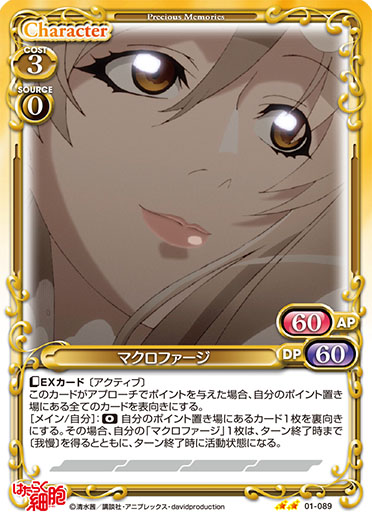 Precious Memories
Character
COST
3
SOURCE
0
60 AP
マクロファージ
DP 60
EXカード 〔アクティブ〕
このカードがアプローチでポイントを与えた場合、自分のポイント置き
場にある全てのカードを表向きにする。
［メイン/自分］：自分のポイント置き場にあるカード1枚を裏向き
にする。その場合、自分の「マクロファージ」1枚は、ターン終了時まで
〔我慢〕を得るとともに、ターン終了時に活動状態になる。
はたらく
細胞
01-089
©清水茜／講談社・アニプレックス・davidproduction